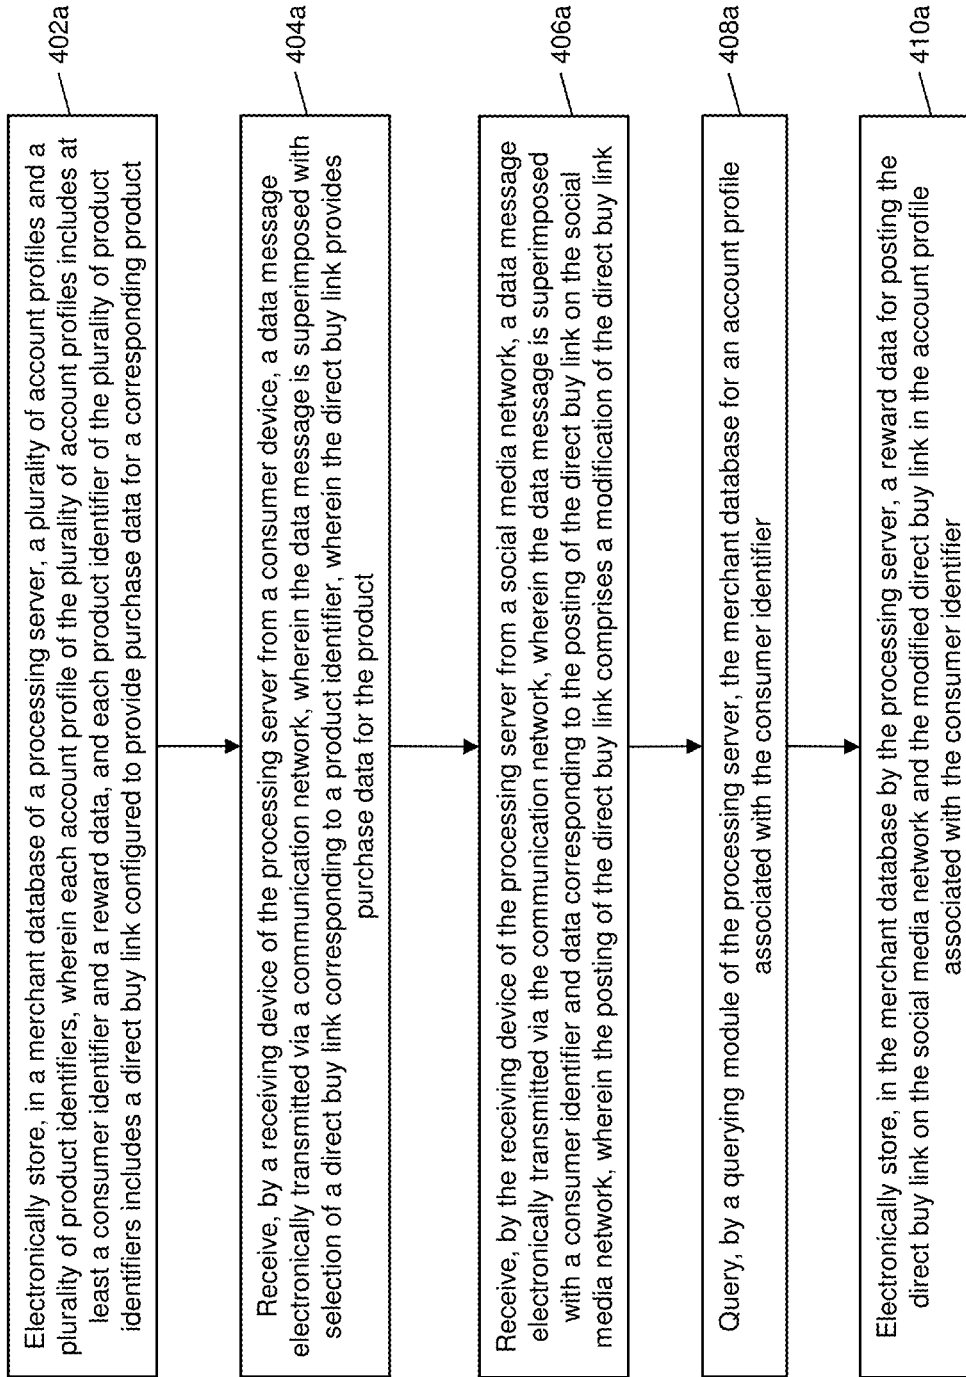 Electronically store, in a merchant database of a processing server, a plurality of account profiles and a
plurality of product identifiers, wherein each account profile of the plurality of account profiles includes at
least a consumer identifier and a reward data, and each product identifier of the plurality of product
identifiers includes a direct buy link configured to provide purchase data for a corresponding product
402a
Receive, by a receiving device of the processing server from a consumer device, a data message
electronically transmitted via a communication network, wherein the data message is superimposed with
selection of a direct buy link corresponding to a product identifier, wherein the direct buy link provides
purchase data for the product
404a
Receive, by the receiving device of the processing server from a social media network, a data message
electronically transmitted via the communication network, wherein the data message is superimposed
with a consumer identifier and data corresponding to the posting of the direct buy link on the social
media network, wherein the posting of the direct buy link comprises a modification of the direct buy link
406a
Query, by a querying module of the processing server, the merchant database for an account profile
associated with the consumer identifier
408a
Electronically store, in the merchant database by the processing server, a reward data for posting the
direct buy link on the social media network and the modified direct buy link in the account profile
associated with the consumer identifier
410a